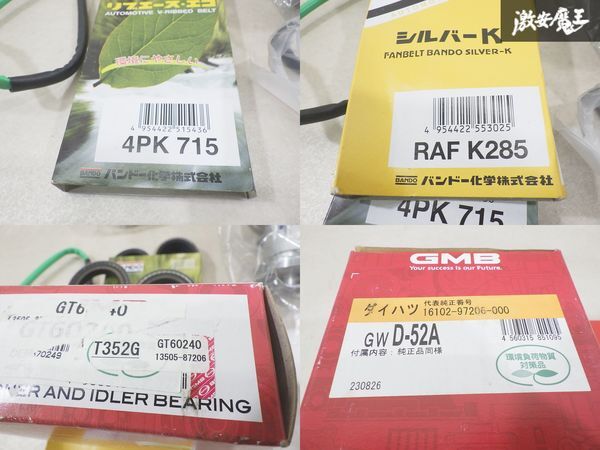 リブエース・エコ
AUTOMOTIVE V-RIBBED BELT
環境にやさしい
4 954422 515436
4PK 715
BANDO バンドー化学株式会社
激安魔王
シルバーK
FANBELT BANDO SILVER-K
4 954422 553025
RAF K285
BANDO バンドー化学株式会社
4PK 715
GT60240
T352G
GT60240
13505-87206
AND IDLER BEARING
GMB
Your success is our Future.
ダイハツ
代表純正番号
16102-97206-000
GW D-52A
付属内容:純正品同様
4 560315 851095
環境負荷物質
対策品
230826